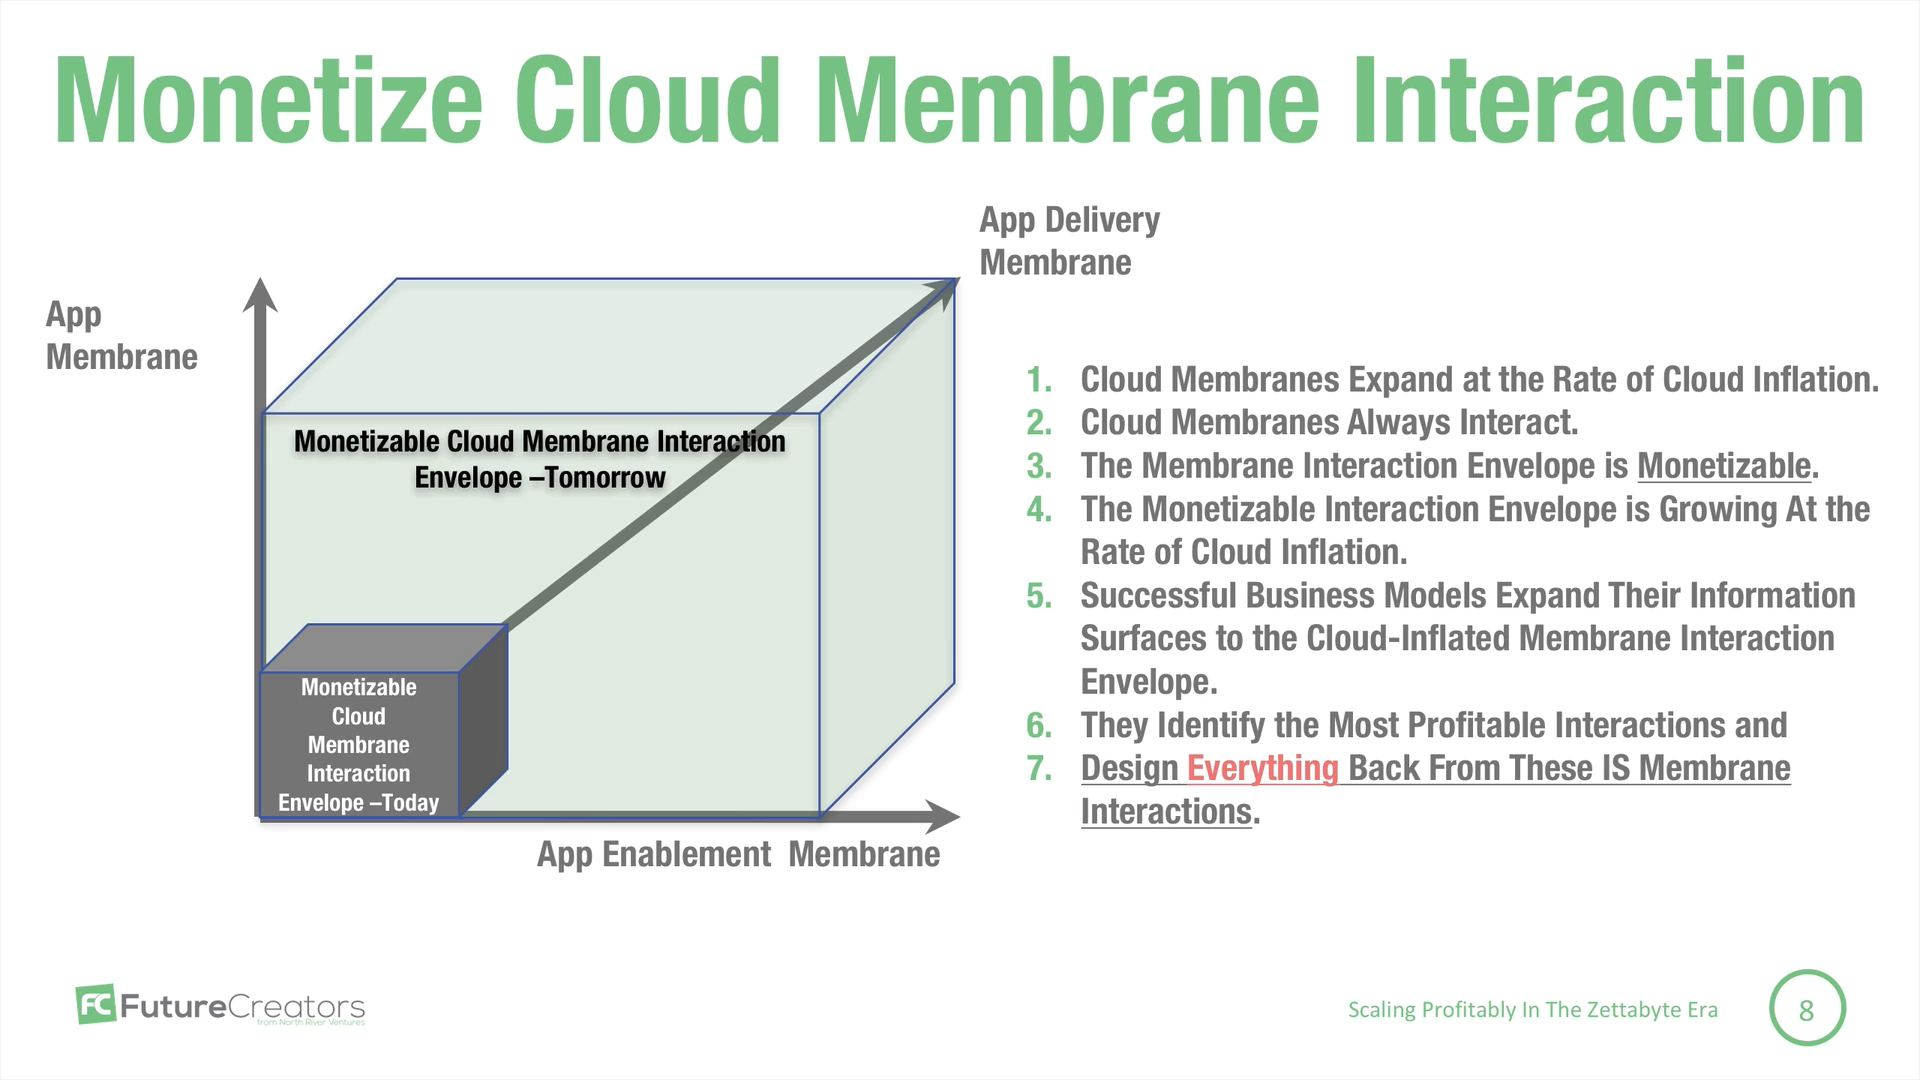 Monetize Cloud Membrane Interaction
App Delivery
Membrane
App
Membrane
Monetizable Cloud Membrane Interaction
Envelope –Tomorrow
Monetizable
Cloud
Membrane
Interaction
Envelope –Today
App Enablement  Membrane
1. Cloud Membranes Expand at the Rate of Cloud Inflation.
2. Cloud Membranes Always Interact.
3. The Membrane Interaction Envelope is Monetizable.
4. The Monetizable Interaction Envelope is Growing At the
Rate of Cloud Inflation.
5. Successful Business Models Expand Their Information
Surfaces to the Cloud-Inflated Membrane Interaction
Envelope.
6. They Identify the Most Profitable Interactions and
7. Design Everything Back From These IS Membrane
Interactions.
FC FutureCreators
from North River Ventures
Scaling Profitably In The Zettabyte Era
8